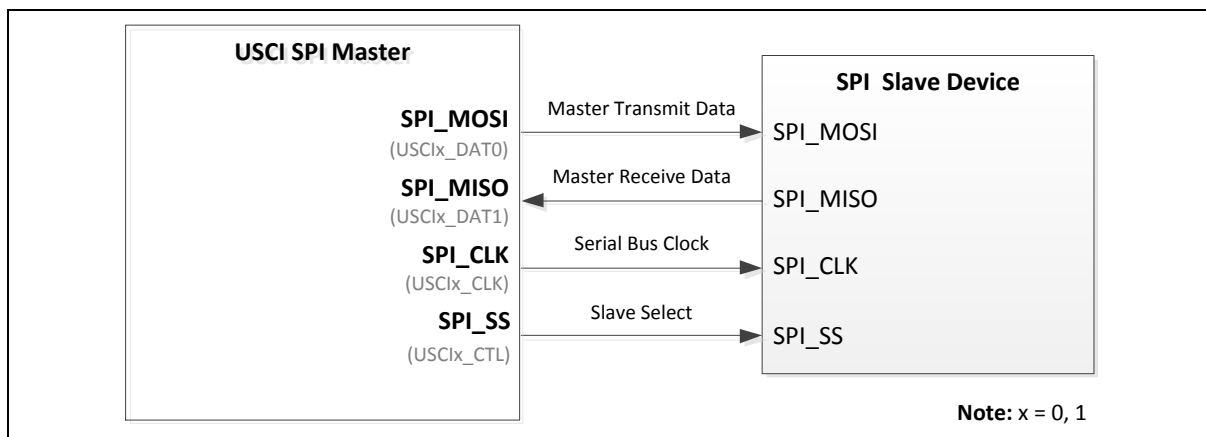 USCI SPI Master
SPI Slave Device
SPI_MOSI
(USCIx_DAT0)
Master Transmit Data
SPI_MOSI
SPI_MISO
(USCIx_DAT1)
Master Receive Data
SPI_MISO
SPI_CLK
(USCIx_CLK)
Serial Bus Clock
SPI_CLK
SPI_SS
(USCIx_CTL)
Slave Select
SPI_SS
Note: x = 0, 1